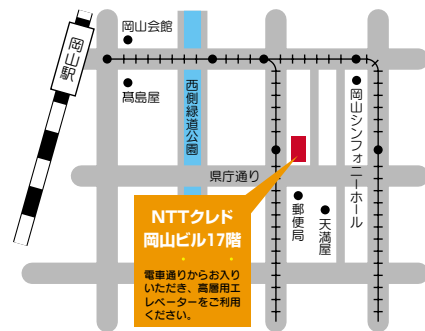 岡山会館
岡山駅
髙島屋
西側緑道公園
岡山シンフォニーホール
県庁通り
郵便局
天満屋
NTTクレド
岡山ビル17階
電車通りからお入り
いただき、高層用エ
レベーターをご利用
ください。